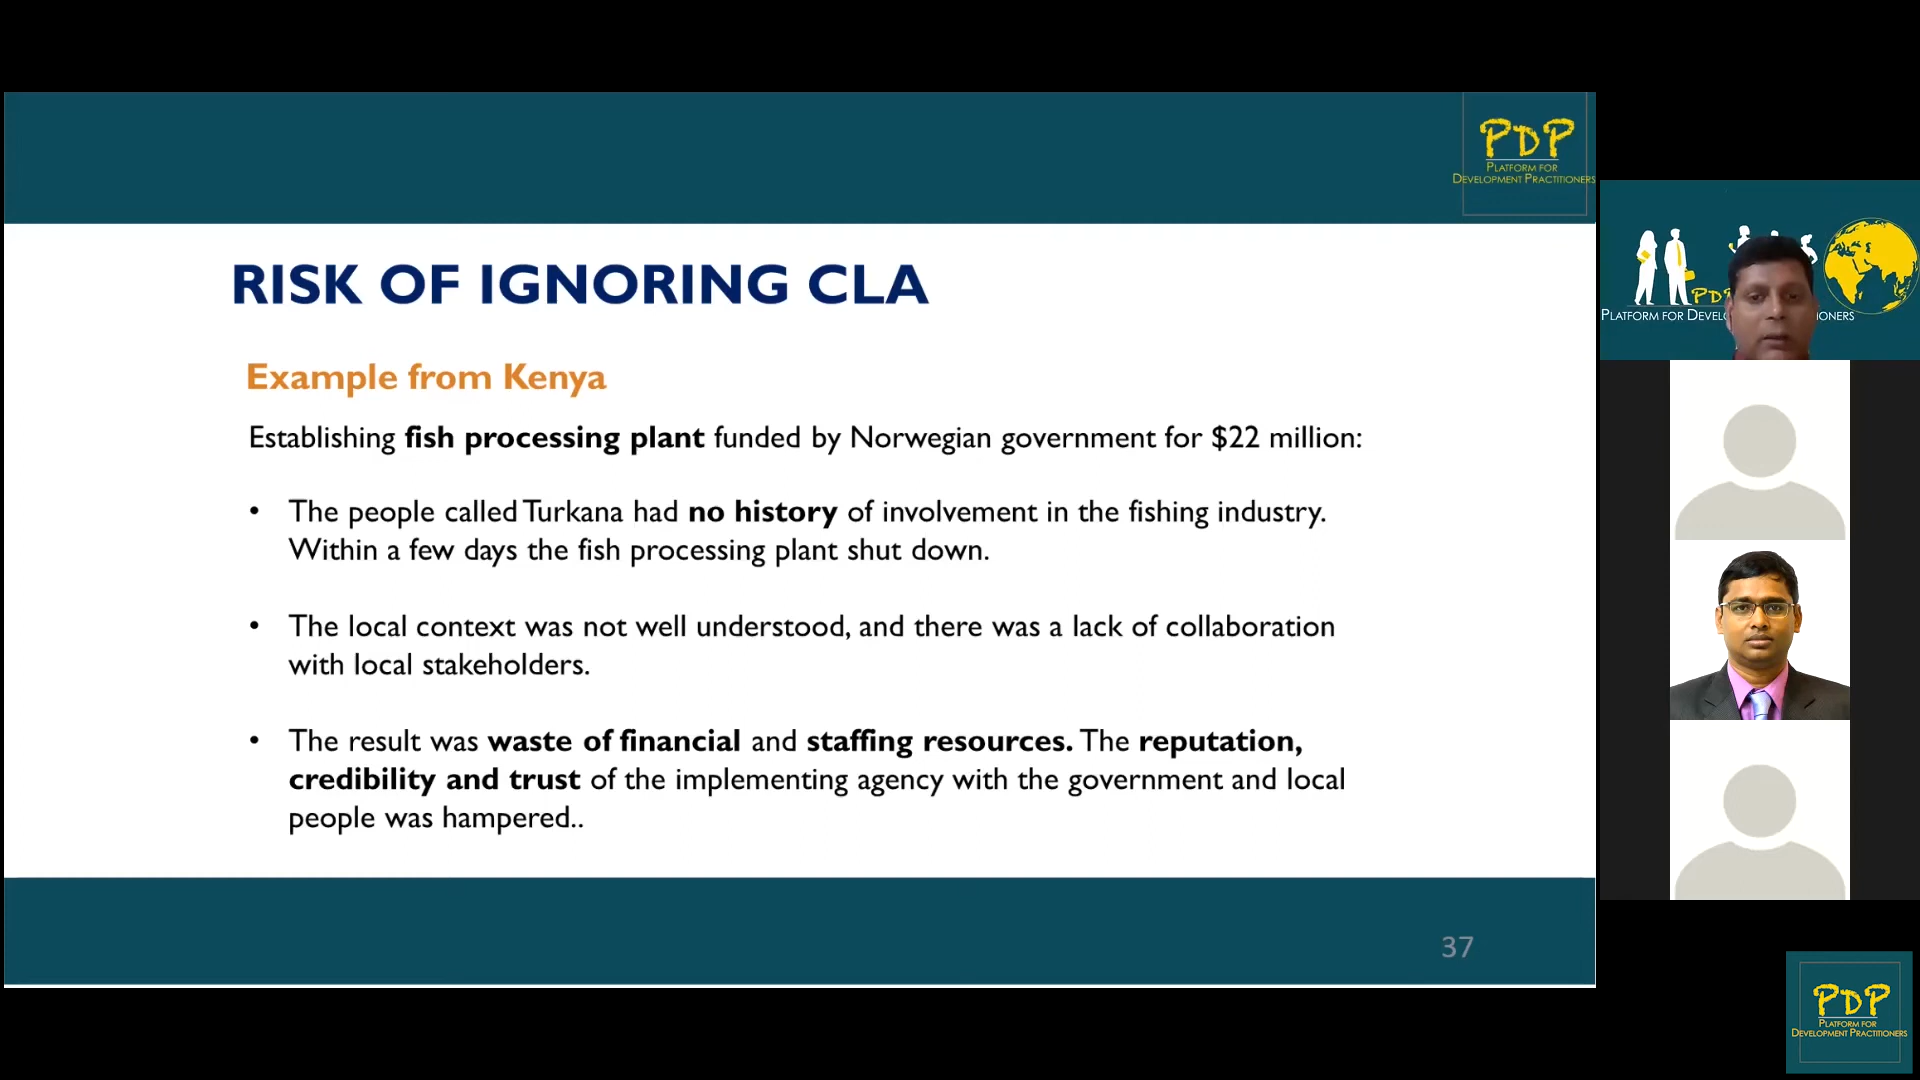 PDP
PLATFORM FOR
DEVELOPMENT PRACTITIONERS
RISK OF IGNORING CLA
Example from Kenya
Establishing fish processing plant funded by Norwegian government for $22 million:
• The people called Turkana had no history of involvement in the fishing industry.
Within a few days the fish processing plant shut down.
• The local context was not well understood, and there was a lack of collaboration
with local stakeholders.
• The result was waste of financial and staffing resources. The reputation,
credibility and trust of the implementing agency with the government and local
people was hampered..
37
PLATFORM FOR
PDP
PLATFORM FOR
DEVELOPMENT PRACTITIONERS